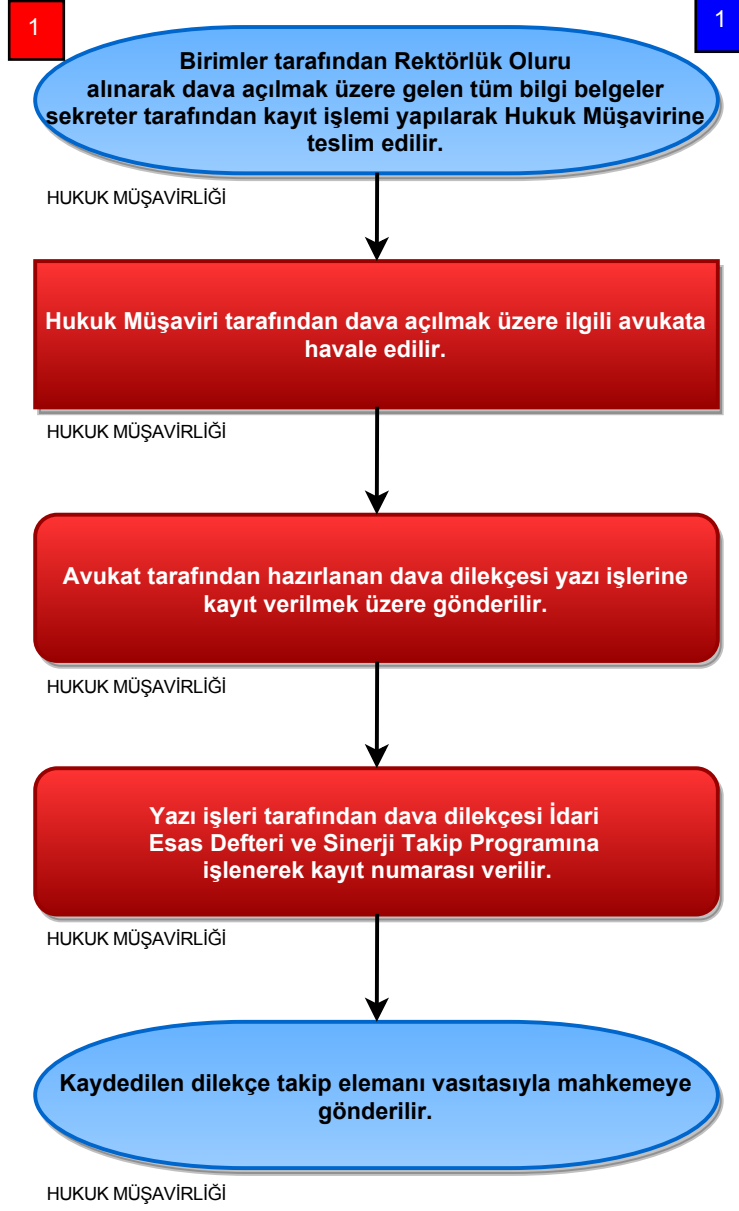 1
1
Birimler tarafından Rektörlük Oluru
alınarak dava açılmak üzere gelen tüm bilgi belgeler
sekreter tarafından kayıt işlemi yapılarak Hukuk Müşavirine
teslim edilir.
HUKUK MÜŞAVİRLİĞİ
Hukuk Müşaviri tarafından dava açılmak üzere ilgili avukata
havale edilir.
HUKUK MÜŞAVİRLİĞİ
Avukat tarafından hazırlanan dava dilekçesi yazı işlerine
kayıt verilmek üzere gönderilir.
HUKUK MÜŞAVİRLİĞİ
Yazı işleri tarafından dava dilekçesi İdari
Esas Defteri ve Sinerji Takip Programına
işlenerek kayıt numarası verilir.
HUKUK MÜŞAVİRLİĞİ
Kaydedilen dilekçe takip elemanı vasıtasıyla mahkemeye
gönderilir.
HUKUK MÜŞAVİRLİĞİ